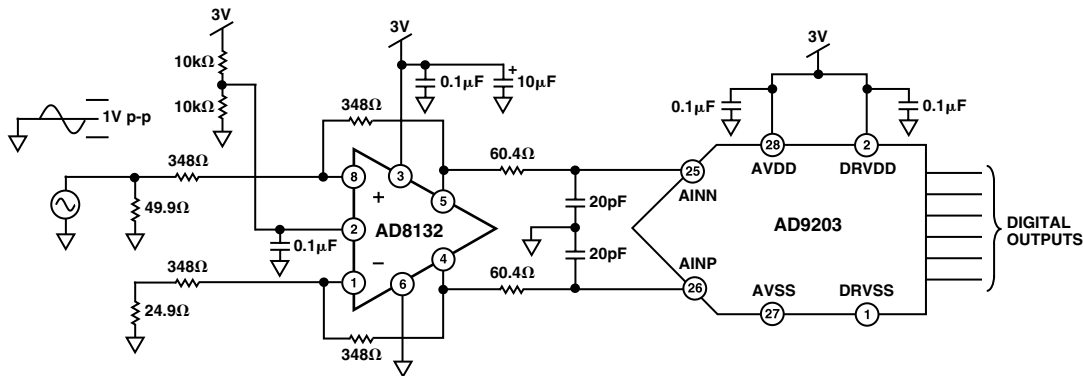 3V
10kΩ
10kΩ
1V p-p
348Ω
49.9Ω
0.1µF
348Ω
24.9Ω
3V
0.1µF
+
10µF
348Ω
8
3
5
+
2
AD8132
−
4
1
6
348Ω
60.4Ω
20pF
20pF
60.4Ω
3V
0.1µF
0.1µF
28
2
AVDD
DRVDD
25
AINN
AD9203
AINP
26
AVSS
DRVSS
27
1
DIGITAL
OUTPUTS